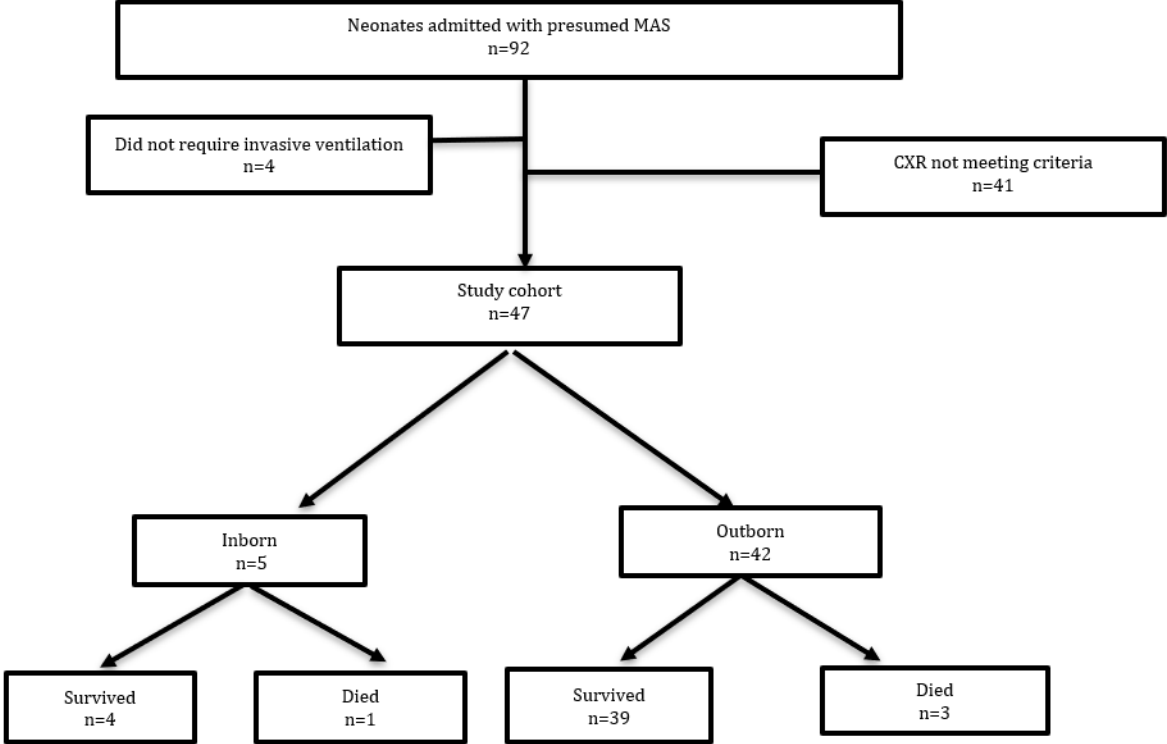 Neonates admitted with presumed MAS
n=92
Did not require invasive ventilation
n=4
CXR not meeting criteria
n=41
Study cohort
n=47
Inborn
n=5
Outborn
n=42
Survived
n=4
Died
n=1
Survived
n=39
Died
n=3